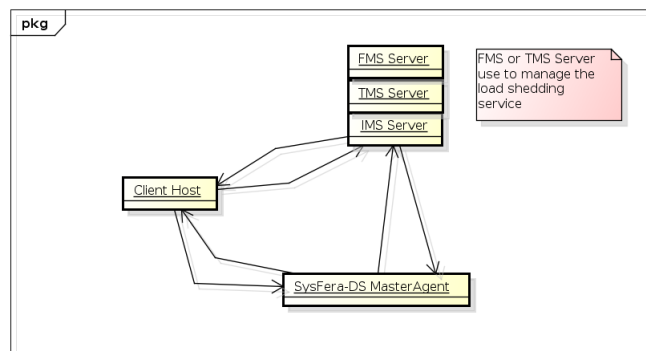 pkg
FMS Server
TMS Server
IMS Server
FMS or TMS Server
use to manage the
load shedding
service
Client Host
SysFera-DS MasterAgent